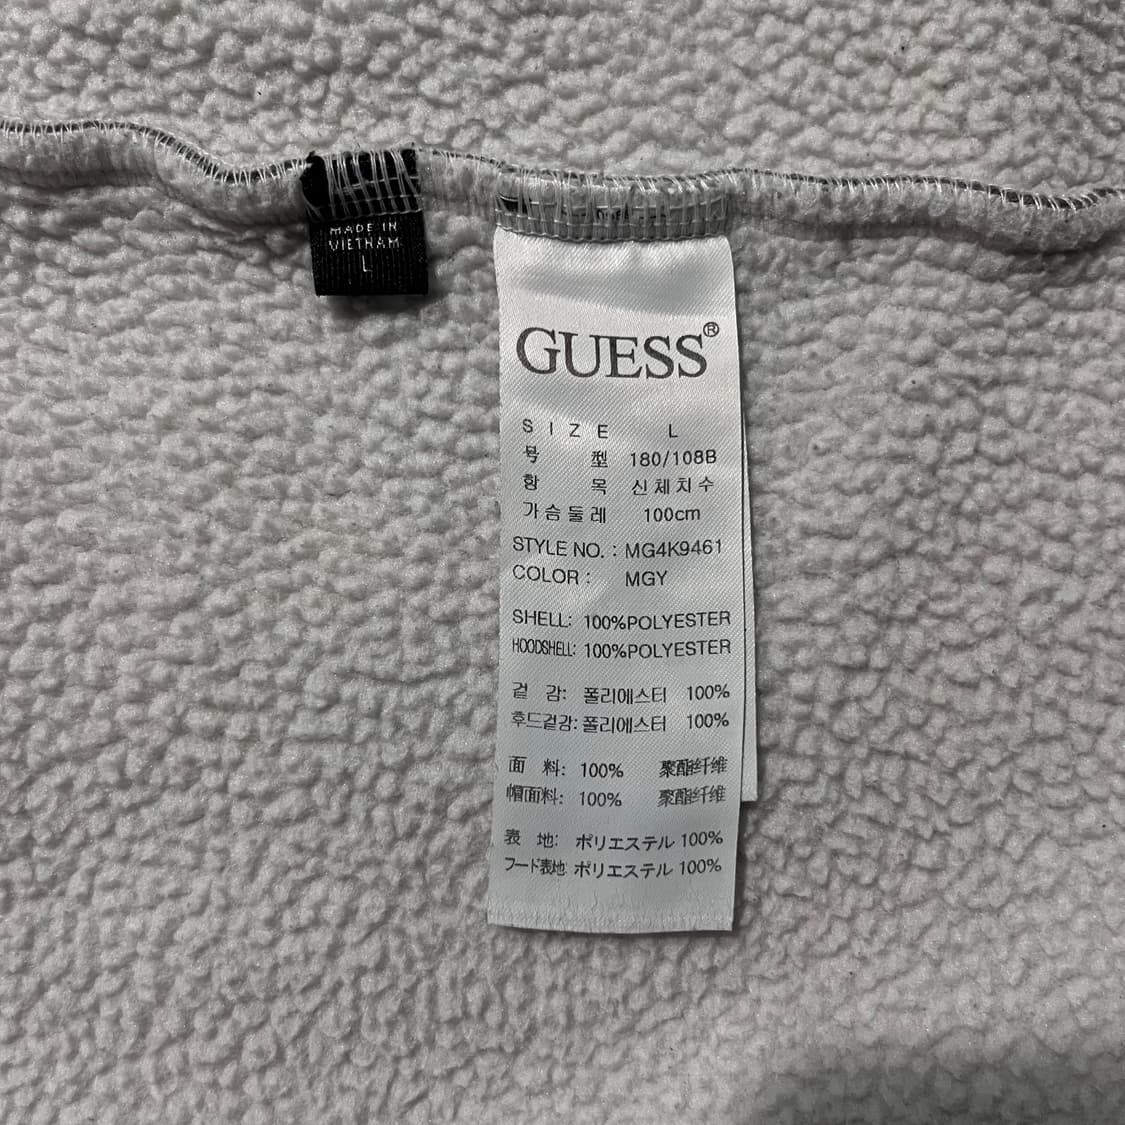 MADE IN
VIETNAM
L
GUESS®
SIZE L
号型 180/108B
항목 신체치수
가슴둘레 100cm
STYLE NO. : MG4K9461
COLOR : MGY
SHELL: 100%POLYESTER
HOODSHELL: 100%POLYESTER
겉감: 폴리에스터 100%
후드겉감: 폴리에스터 100%
面料: 100% 聚酯纤维
帽面料: 100% 聚酯纤维
表地: ポリエステル 100%
フード表地: ポリエステル 100%